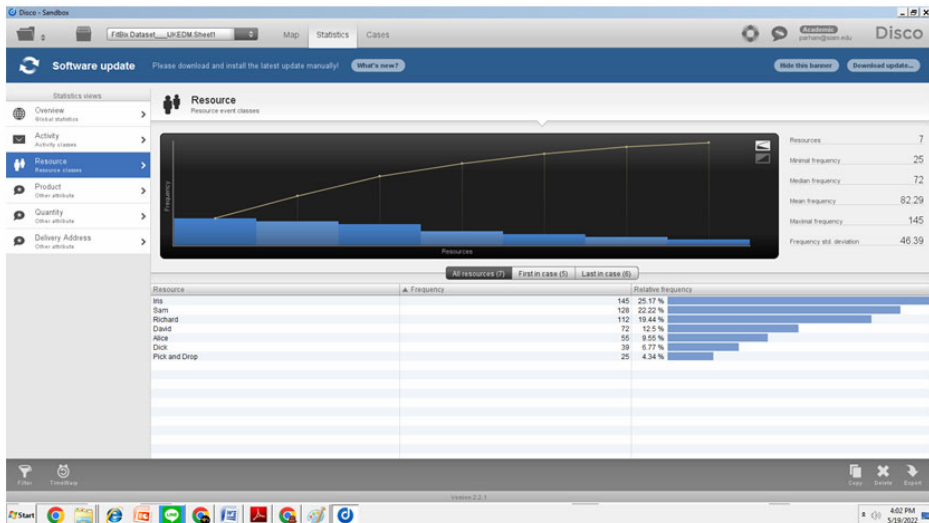 Disco - Sandbox
FitBix Dataset___UKEDM Sheet1
Map
Statistics
Cases
Academic
Disco
Software update
Please download and install the latest update manually!
What's new?
Hide this banner
Download update...
Statistics views
Overview
Global statistics
Activity
Activity classes
Resource
Resource classes
Product
Other attribute
Quantity
Other attribute
Delivery Address
Other attribute
Resource
Resource event classes
Frequency
Resources
Resources 7
Minimal frequency 25
Median frequency 72
Mean frequency 82.29
Maximal frequency 145
Frequency std. deviation 46.39
All resources (7) First in case (5) Last in case (6)
Resource Frequency Relative frequency
Iris 145 25.17 %
Sam 128 22.22 %
Richard 112 19.44 %
David 72 12.5 %
Alice 55 9.55 %
Dick 39 6.77 %
Pick and Drop 25 4.34 %
Filter
TimeWarp
Copy
Delete
Export
Version 2.2.1
Start
LINE
4:02 PM
5/19/2022